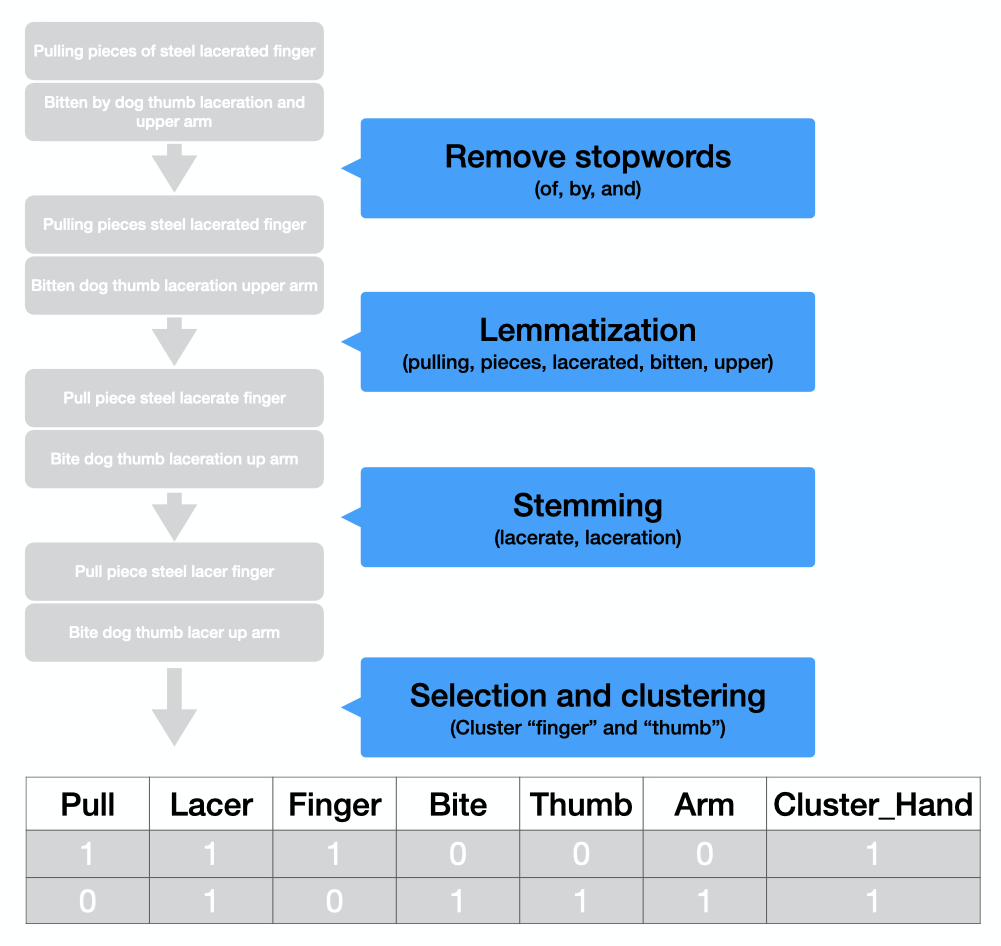 Pulling pieces of steel lacerated finger
Bitten by dog thumb laceration and
upper arm
Remove stopwords
(of, by, and)
Pulling pieces steel lacerated finger
Bitten dog thumb laceration upper arm
Lemmatization
(pulling, pieces, lacerated, bitten, upper)
Pull piece steel lacerate finger
Bite dog thumb laceration up arm
Stemming
(lacerate, laceration)
Pull piece steel lacer finger
Bite dog thumb lacer up arm
Selection and clustering
(Cluster “finger” and “thumb”)
Pull Lacer Finger Bite Thumb Arm Cluster_Hand
1 1 1 0 0 0 1
0 1 0 1 1 1 1